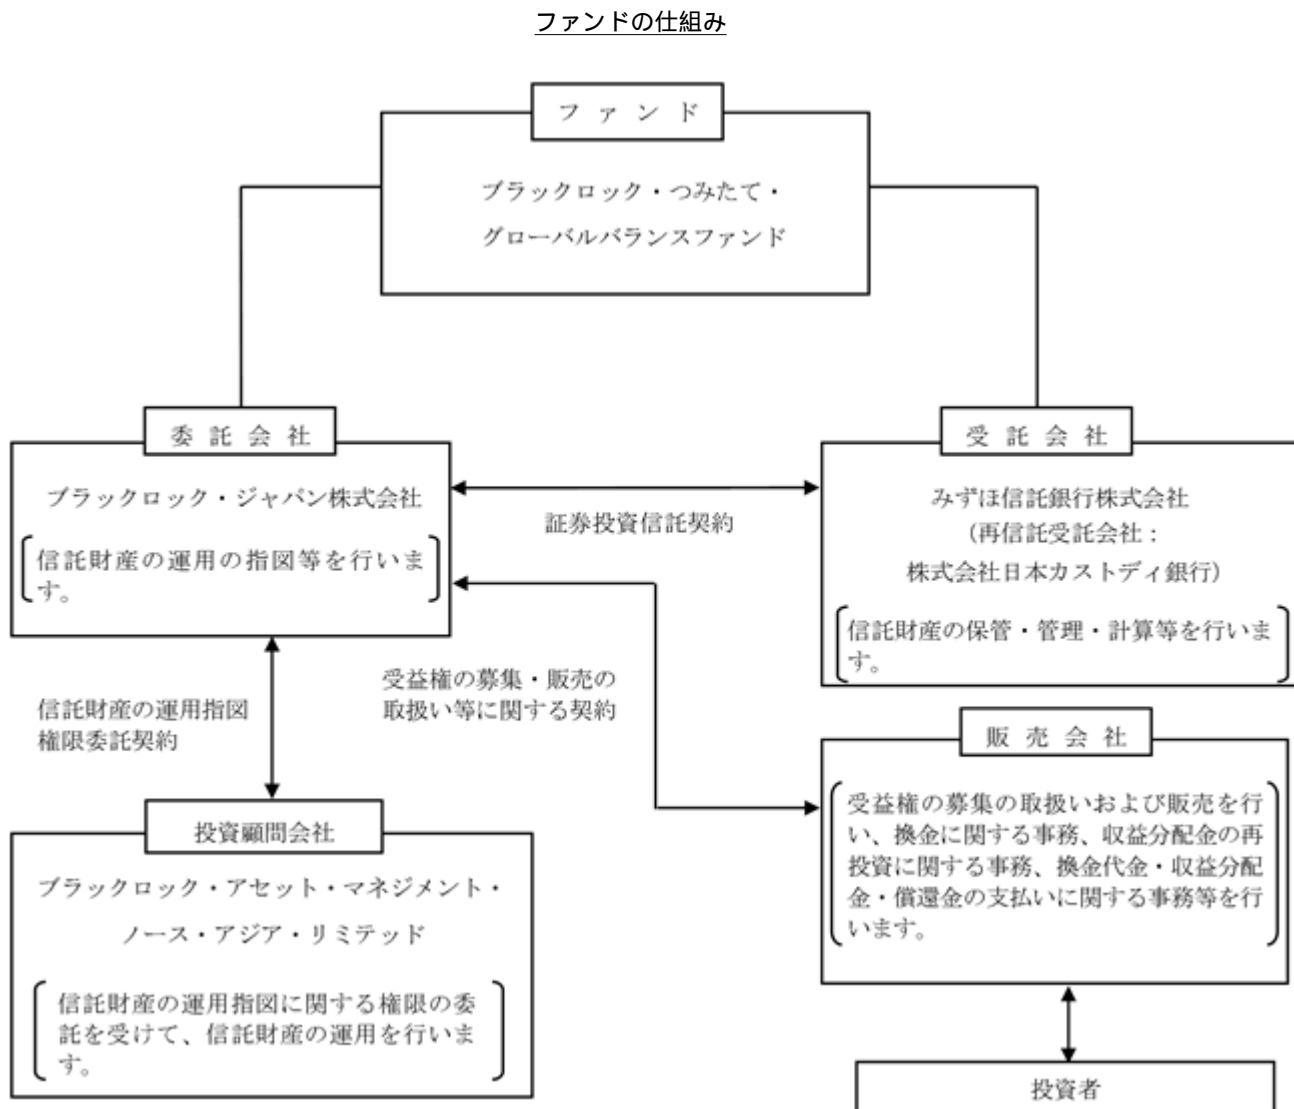 ファンドの仕組み
ファンド
ブラックロック・つみたて・
グローバルバランスファンド
委託会社
ブラックロック・ジャパン株式会社
信託財産の運用の指図等を行いま
す。
証券投資信託契約
受託会社
みずほ信託銀行株式会社
(再信託受託会社:
株式会社日本カストディ銀行)
信託財産の保管・管理・計算等を行いま
す。
信託財産の運用指図
権限委託契約
受益権の募集・販売の
取扱い等に関する契約
販売会社
受益権の募集の取扱いおよび販売を行
い、換金に関する事務、収益分配金の再
投資に関する事務、換金代金・収益分配
金・償還金の支払いに関する事務等を行
います。
投資顧問会社
ブラックロック・アセット・マネジメント・
ノース・アジア・リミテッド
信託財産の運用指図に関する権限の委
託を受けて、信託財産の運用を行いま
す。
投資者